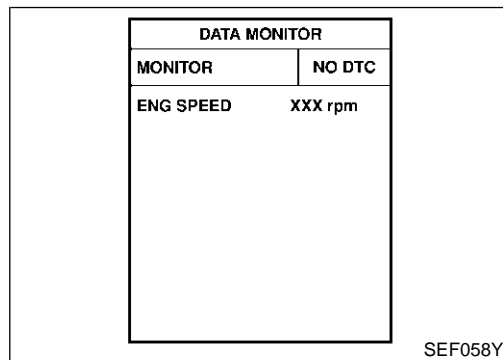 DATA MONITOR
MONITOR NO DTC
ENG SPEED XXX rpm
SEF058Y